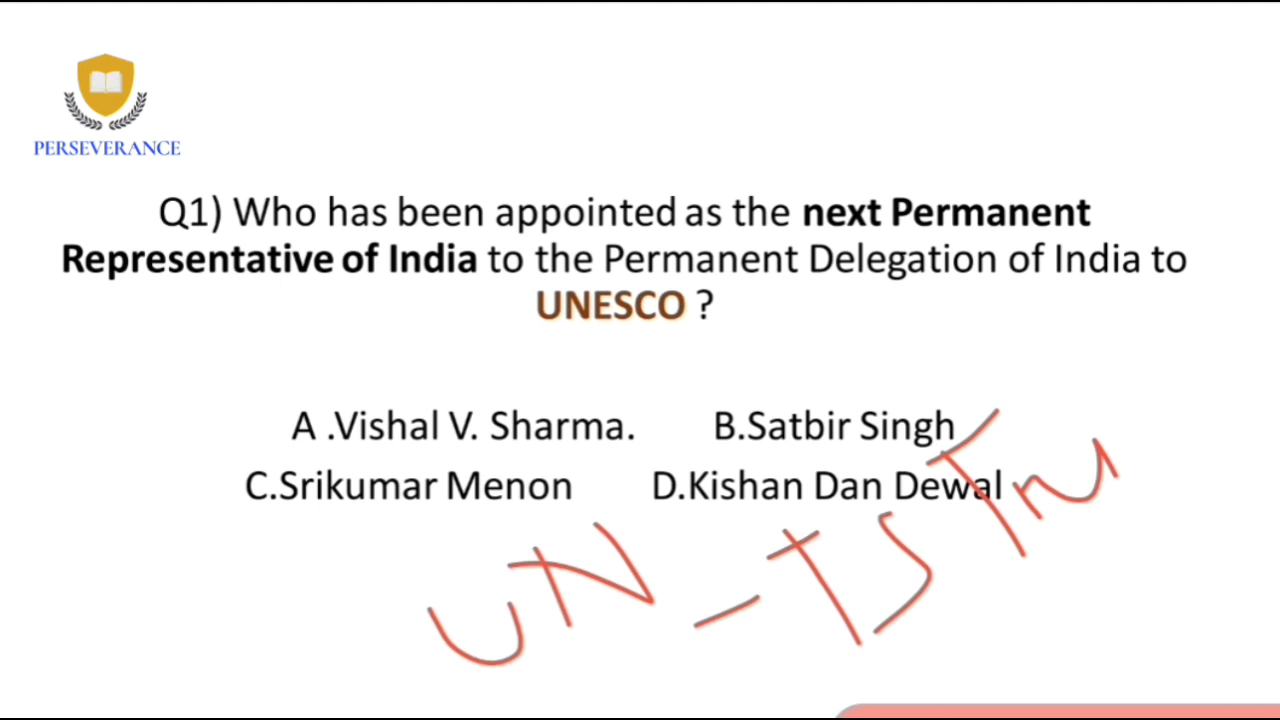 PERSEVERANCE
Q1) Who has been appointed as the next Permanent
Representative of India to the Permanent Delegation of India to
UNESCO ?
A .Vishal V. Sharma. B.Satbir Singh
C.Srikumar Menon D.Kishan Dan Dewal
UN -